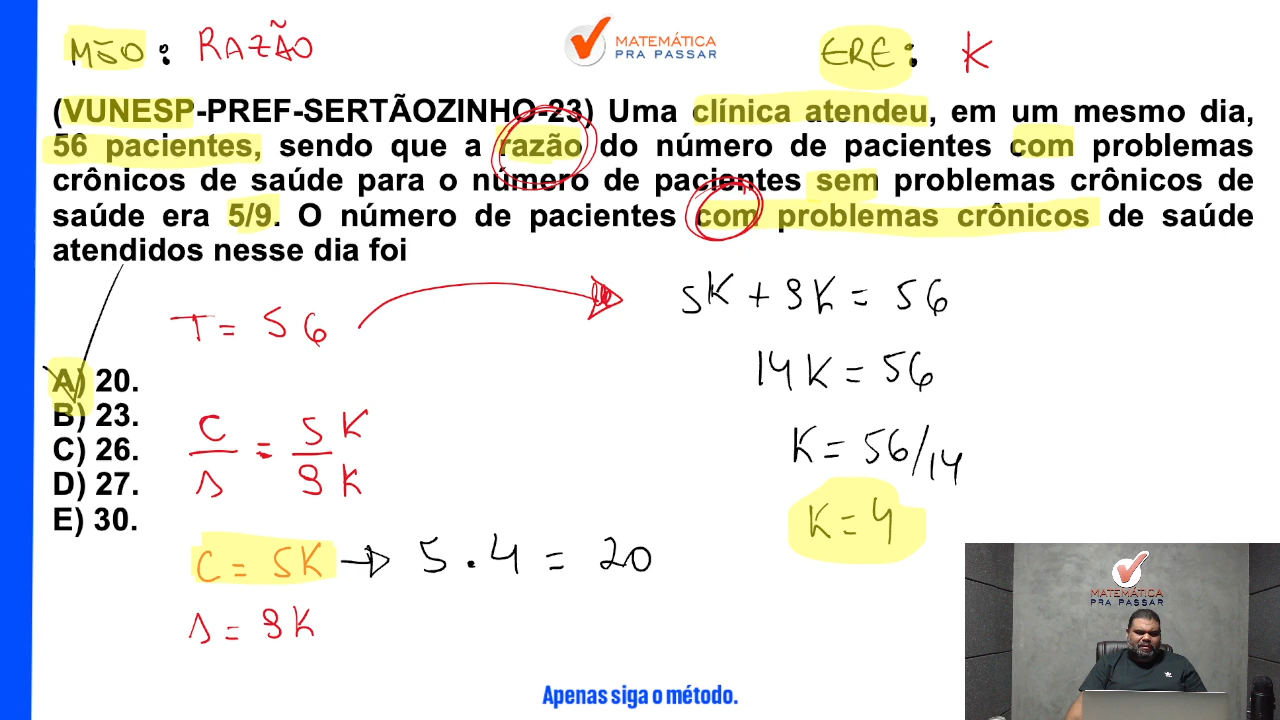 MÉO : RAZÃO
MATEMÁTICA
PRA PASSAR
ERE : K
(VUNESP-PREF-SERTÃOZINHO-23) Uma clínica atendeu, em um mesmo dia,
56 pacientes, sendo que a razão do número de pacientes com problemas
crônicos de saúde para o número de pacientes sem problemas crônicos de
saúde era 5/9. O número de pacientes com problemas crônicos de saúde
atendidos nesse dia foi
T = 56
5K + 9K = 56
14K = 56
K = 56/14
K = 4
A) 20.
B) 23.
C) 26.
D) 27.
E) 30.
C/S = 5K/9K
C = 5K → 5 . 4 = 20
S = 9K
MATEMÁTICA
PRA PASSAR
Apenas siga o método.